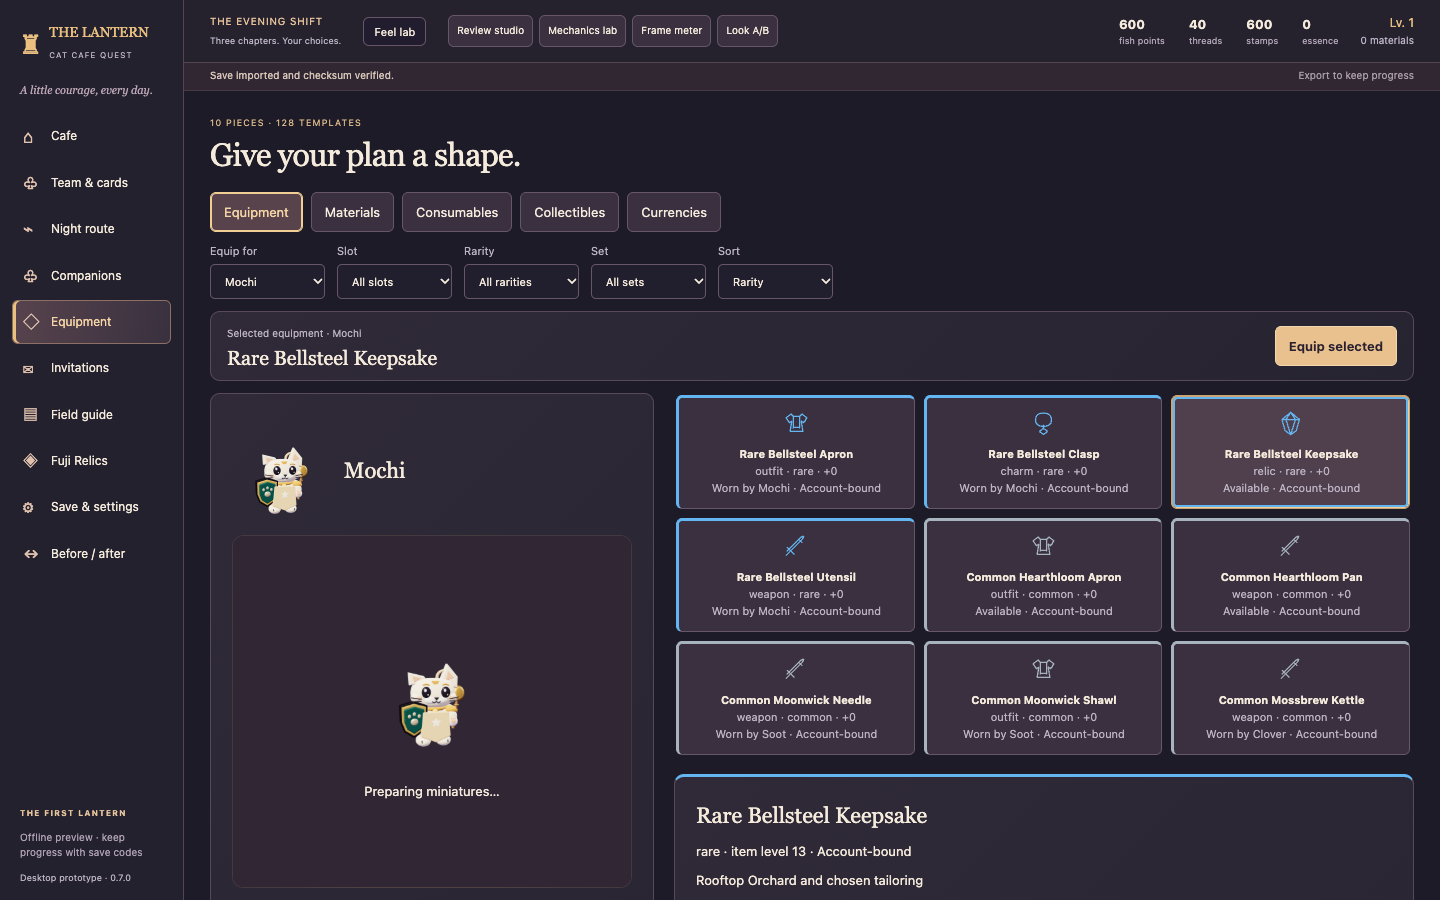 THE LANTERN
CAT CAFE QUEST
A little courage, every day.
Cafe
Team & cards
Night route
Companions
Equipment
Invitations
Field guide
Fuji Relics
Save & settings
Before / after
THE FIRST LANTERN
Offline preview · keep
progress with save codes
Desktop prototype · 0.7.0
THE EVENING SHIFT
Three chapters. Your choices.
Feel lab
Review studio
Mechanics lab
Frame meter
Look A/B
600
fish points
40
threads
600
stamps
0
essence
Lv. 1
0 materials
Save imported and checksum verified.
Export to keep progress
10 PIECES · 128 TEMPLATES
Give your plan a shape.
Equipment
Materials
Consumables
Collectibles
Currencies
Equip for
Slot
Rarity
Set
Sort
Mochi
All slots
All rarities
All sets
Rarity
Selected equipment · Mochi
Rare Bellsteel Keepsake
Equip selected
Mochi
Preparing miniatures...
Rare Bellsteel Apron
outfit · rare · +0
Worn by Mochi · Account-bound
Rare Bellsteel Clasp
charm · rare · +0
Worn by Mochi · Account-bound
Rare Bellsteel Keepsake
relic · rare · +0
Available · Account-bound
Rare Bellsteel Utensil
weapon · rare · +0
Worn by Mochi · Account-bound
Common Hearthloom Apron
outfit · common · +0
Available · Account-bound
Common Hearthloom Pan
weapon · common · +0
Available · Account-bound
Common Moonwick Needle
weapon · common · +0
Worn by Soot · Account-bound
Common Moonwick Shawl
outfit · common · +0
Worn by Soot · Account-bound
Common Mossbrew Kettle
weapon · common · +0
Worn by Clover · Account-bound
Rare Bellsteel Keepsake
rare · item level 13 · Account-bound
Rooftop Orchard and chosen tailoring